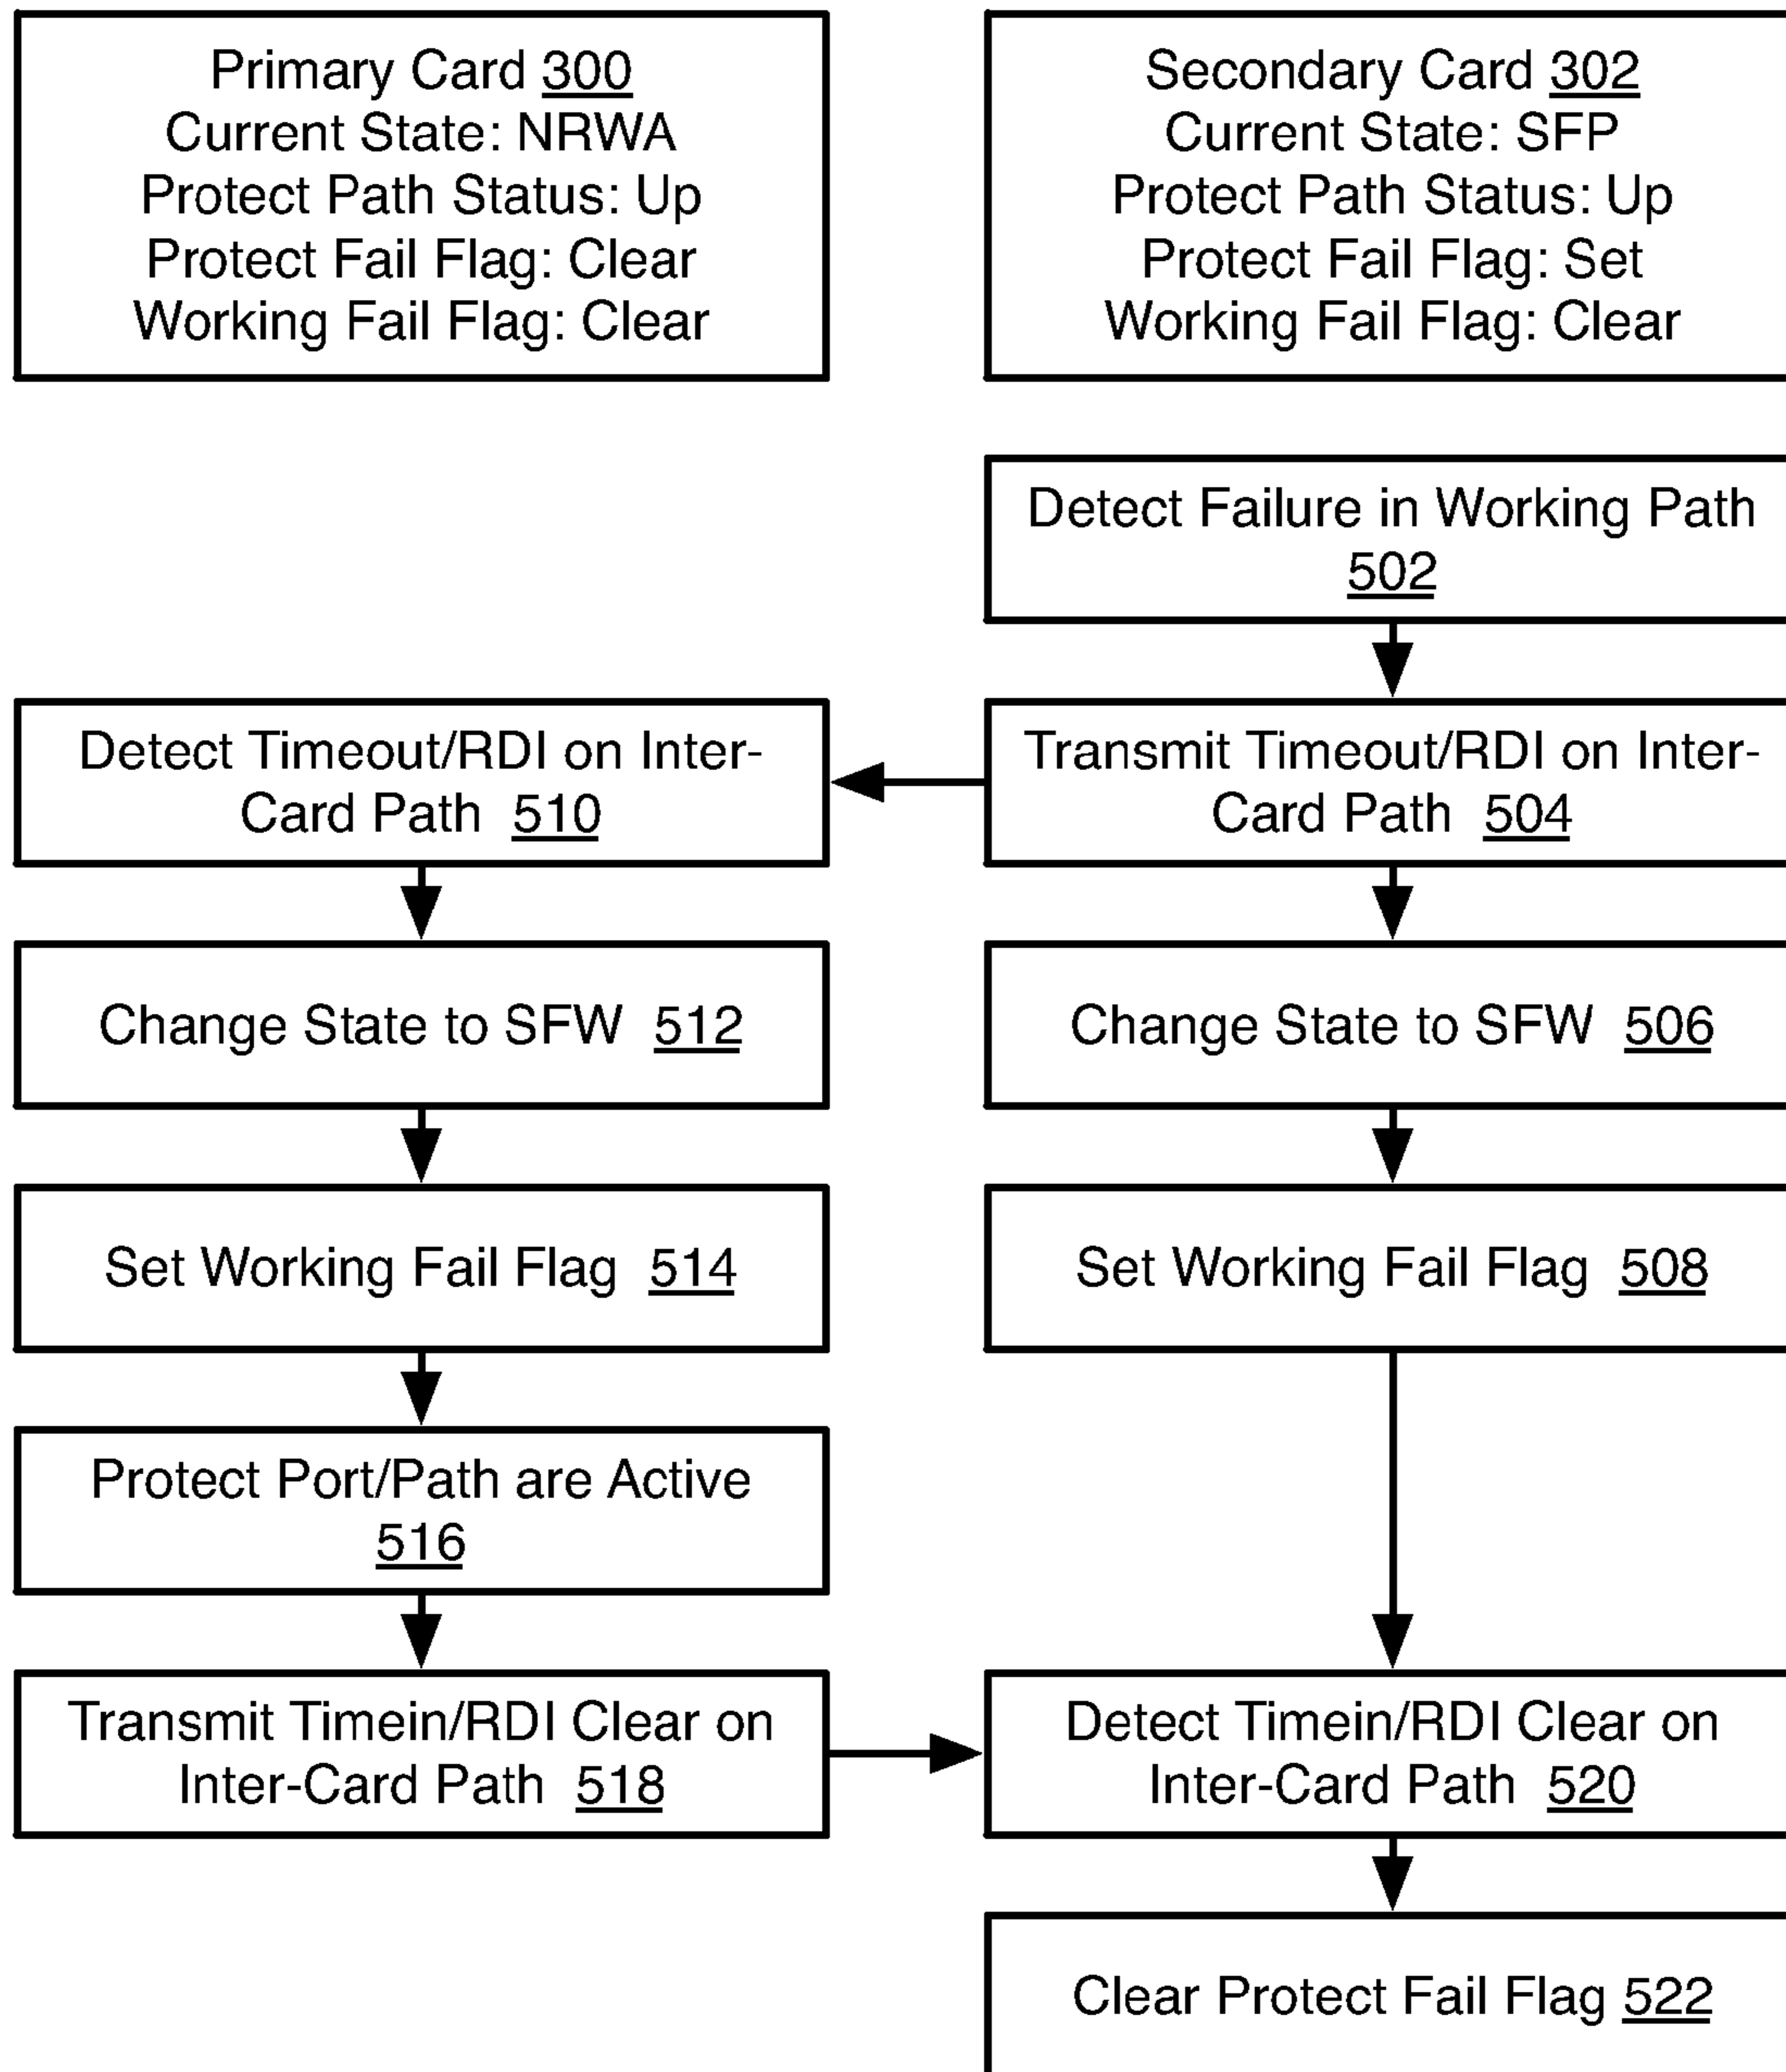 Primary Card 300
Current State: NRWA
Protect Path Status: Up
Protect Fail Flag: Clear
Working Fail Flag: Clear
Secondary Card 302
Current State: SFP
Protect Path Status: Up
Protect Fail Flag: Set
Working Fail Flag: Clear
Detect Failure in Working Path
502
Detect Timeout/RDI on Inter-
Card Path 510
Transmit Timeout/RDI on Inter-
Card Path 504
Change State to SFW 512
Change State to SFW 506
Set Working Fail Flag 514
Set Working Fail Flag 508
Protect Port/Path are Active
516
Transmit Timein/RDI Clear on
Inter-Card Path 518
Detect Timein/RDI Clear on
Inter-Card Path 520
Clear Protect Fail Flag 522